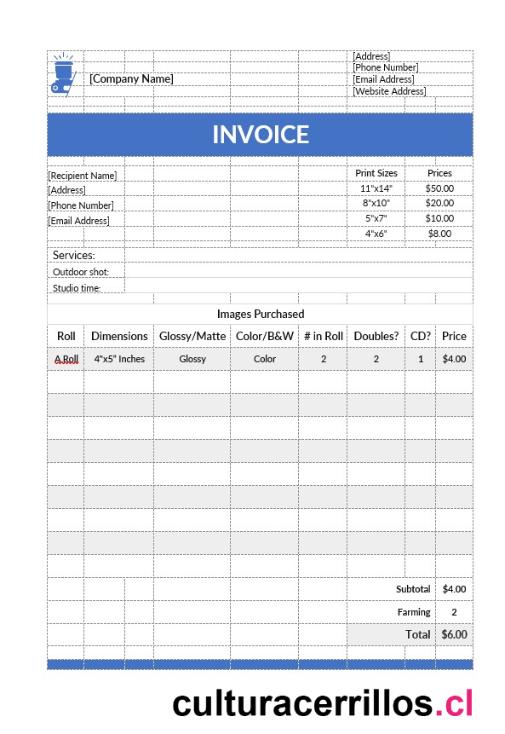 [Address]
[Phone Number]
[Company Name]
[Email Address]
[Website Address]
INVOICE
[Recipient Name]
[Address]
[Phone Number]
[Email Address]
Print Sizes Prices
11"x14" $50.00
8"x10" $20.00
5"x7" $10.00
4"x6" $8.00
Services:
Outdoor shot:
Studio time:
Images Purchased
Roll Dimensions Glossy/Matte Color/B&W # in Roll Doubles? CD? Price
A Roll 4"x5" Inches Glossy Color 2 2 1 $4.00
Subtotal $4.00
Farming 2
Total $6.00
culturacerrillos.cl